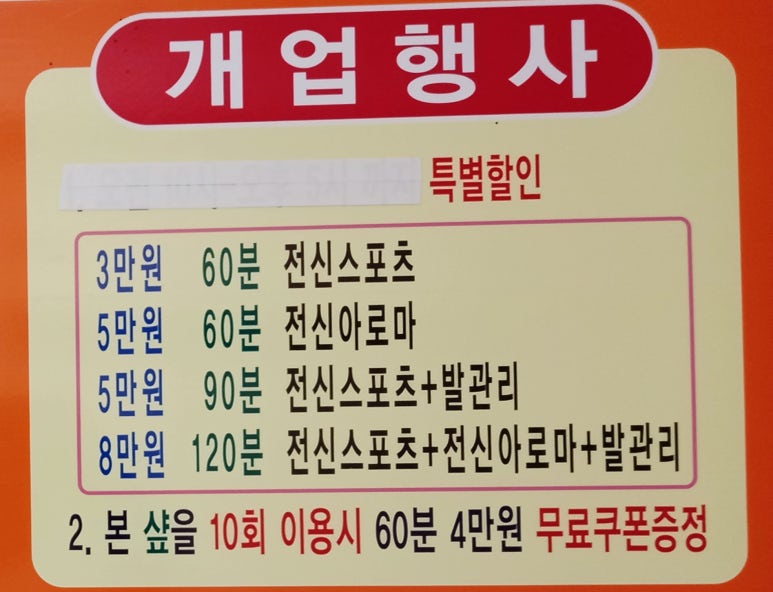 개업행사
특별할인
3만원 60분 전신스포츠
5만원 60분 전신아로마
5만원 90분 전신스포츠+발관리
8만원 120분 전신스포츠+전신아로마+발관리
2. 본 샾을 10회 이용시 60분 4만원 무료쿠폰증정